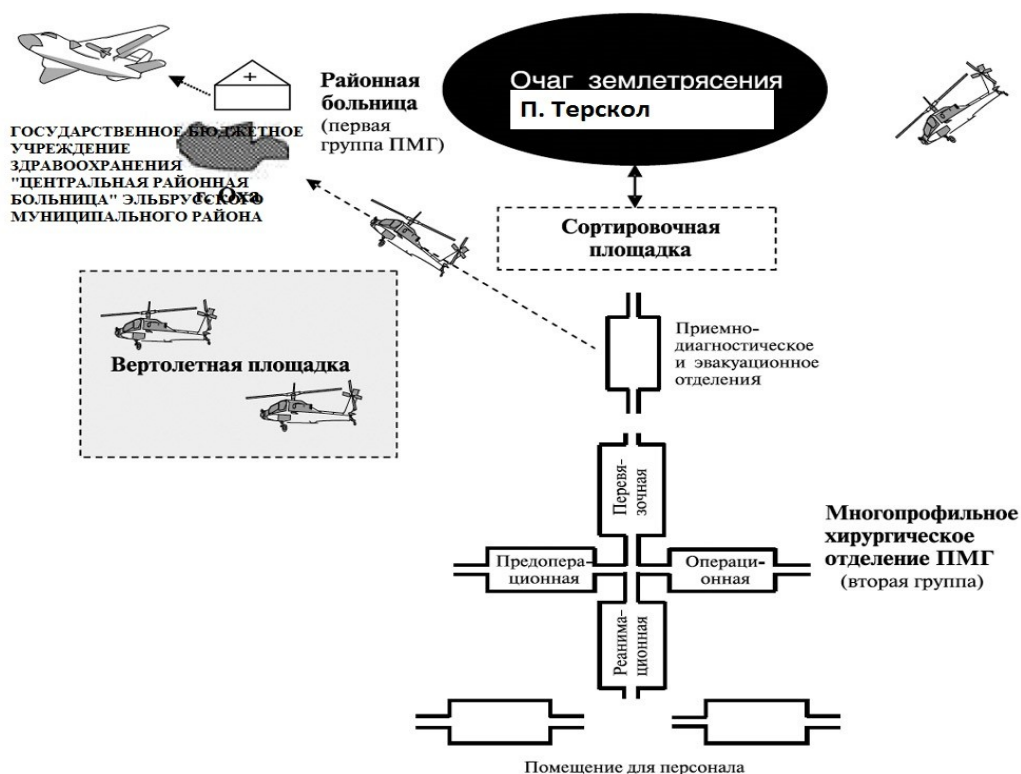 Очаг землетрясения
П. Терскол
Районная
больница
(первая
группа ПМГ)
ГОСУДАРСТВЕННОЕ БЮДЖЕТНОЕ
УЧРЕЖДЕНИЕ
ЗДРАВООХРАНЕНИЯ
"ЦЕНТРАЛЬНАЯ РАЙОННАЯ
БОЛЬНИЦА" ЭЛЬБРУССКОГО
МУНИЦИПАЛЬНОГО РАЙОНА
г. Оха
Сортировочная
площадка
Вертолетная площадка
Приемно-
диагностическое
и эвакуационное
отделения
Перевя-
зочная
Предопера-
ционная
Операци-
онная
Реанима-
ционная
Многопрофильное
хирургическое
отделение ПМГ
(вторая группа)
Помещение для персонала